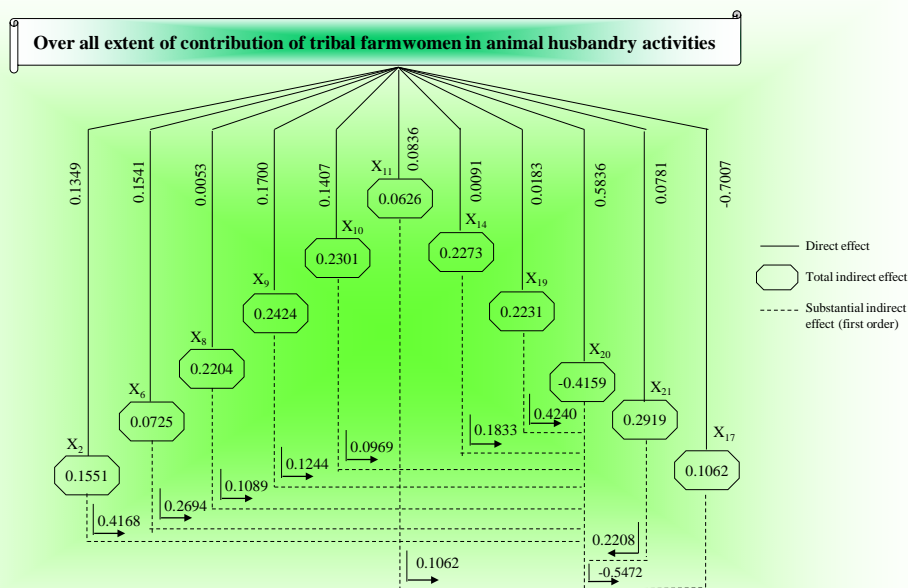 Over all extent of contribution of tribal farmwomen in animal husbandry activities
0.1349
0.1541
0.0053
0.1700
0.1407
0.0836
0.0091
0.0183
0.5836
0.0781
-0.7007
X11
0.0626
X10
0.2301
X14
0.2273
X9
0.2424
X19
0.2231
X8
0.2204
X20
-0.4159
X6
0.0725
X21
0.2919
X2
0.1551
X17
0.1062
Direct effect
Total indirect effect
Substantial indirect
effect (first order)
0.4240
0.1833
0.0969
0.1244
0.1089
0.2694
0.4168
0.2208
0.1062
-0.5472